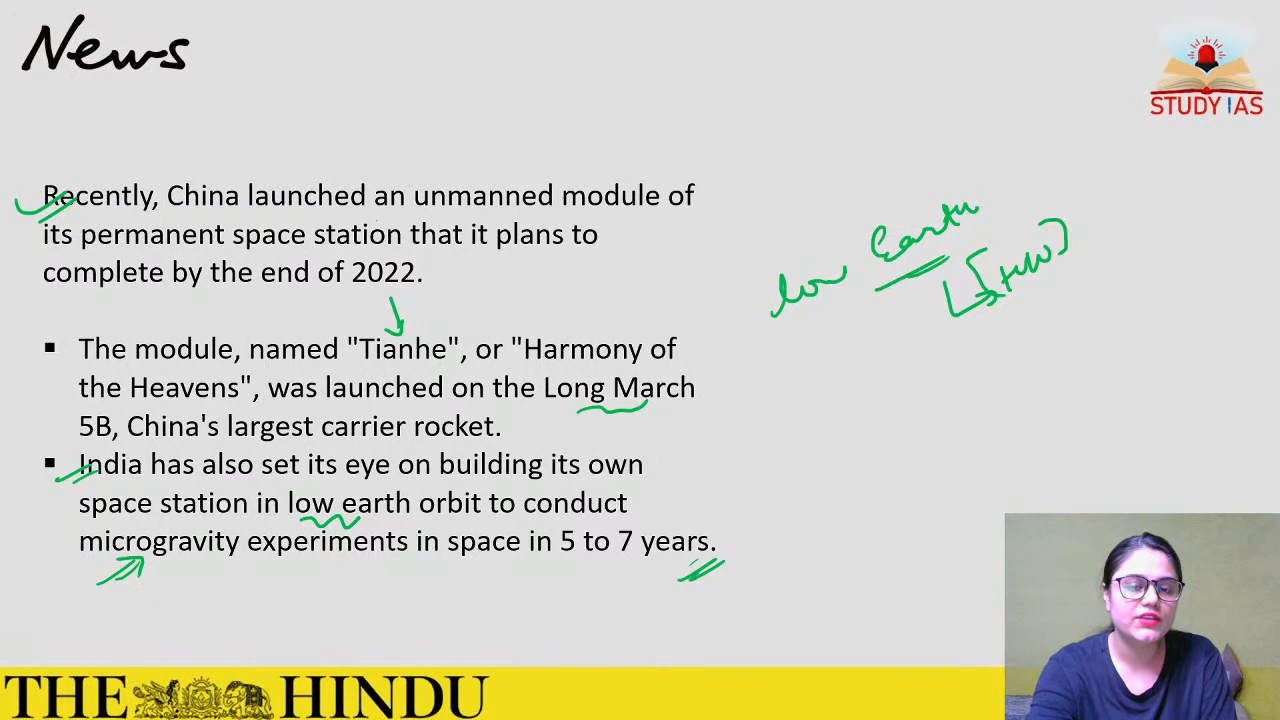 News
STUDY IAS
Recently, China launched an unmanned module of
its permanent space station that it plans to
complete by the end of 2022.
▪ The module, named "Tianhe", or "Harmony of
the Heavens", was launched on the Long March
5B, China's largest carrier rocket.
▪ India has also set its eye on building its own
space station in low earth orbit to conduct
microgravity experiments in space in 5 to 7 years.
low Earth
THE HINDU